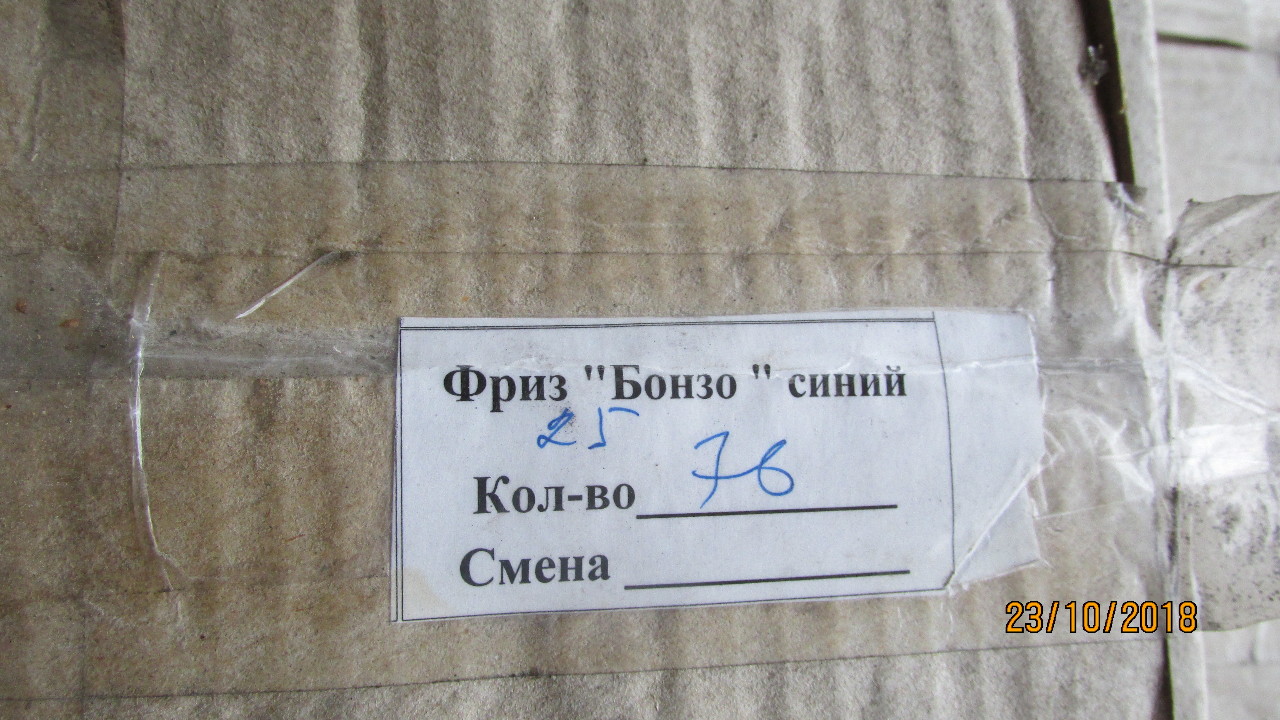 Фриз "Бонзо " синий
25
Кол-во 76
Смена
23/10/2018